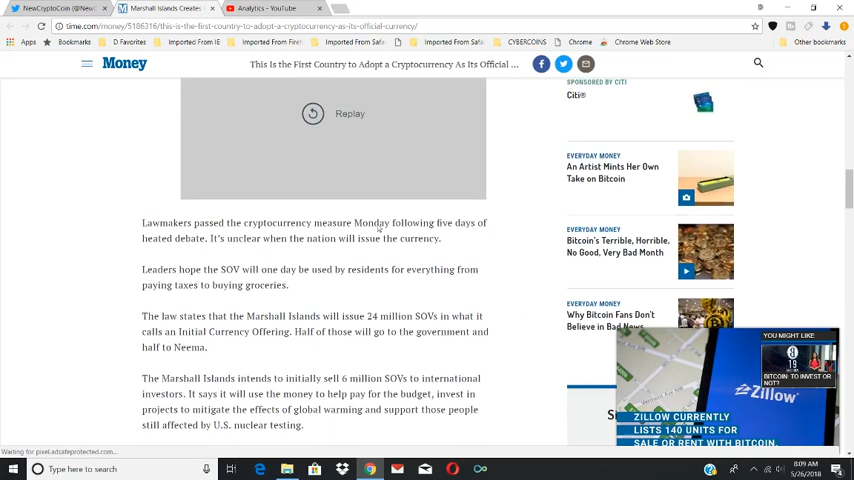 NewCryptoCoin (@NewC
Marshall Islands Creates
Analytics - YouTube
time.com/money/5186316/this-is-the-first-country-to-adopt-a-cryptocurrency-as-its-official-currency/
Apps
Bookmarks
D Favorites
Imported From IE
Imported From Firef
Imported From Safa
Imported From Safa
CYBERCOINS
Chrome
Chrome Web Store
Other bookmarks
Money
This Is the First Country to Adopt a Cryptocurrency As Its Official ...
Replay
Lawmakers passed the cryptocurrency measure Monday following five days of
heated debate. It's unclear when the nation will issue the currency.
Leaders hope the SOV will one day be used by residents for everything from
paying taxes to buying groceries.
The law states that the Marshall Islands will issue 24 million SOVs in what it
calls an Initial Currency Offering. Half of those will go to the government and
half to Neema.
The Marshall Islands intends to initially sell 6 million SOVs to international
investors. It says it will use the money to help pay for the budget, invest in
projects to mitigate the effects of global warming and support those people
still affected by U.S. nuclear testing.
SPONSORED BY CITI
Citi®
EVERYDAY MONEY
An Artist Mints Her Own
Take on Bitcoin
EVERYDAY MONEY
Bitcoin's Terrible, Horrible,
No Good, Very Bad Month
EVERYDAY MONEY
Why Bitcoin Fans Don't
Believe in Bad News
YOU MIGHT LIKE
BITCOIN: TO INVEST OR
NOT?
Zillow
ZILLOW CURRENTLY
LISTS 140 UNITS FOR
SALE OR RENT WITH BITCOIN.
Waiting for pixel.adsafeprotected.com...
Type here to search
8:09 AM
5/26/2018